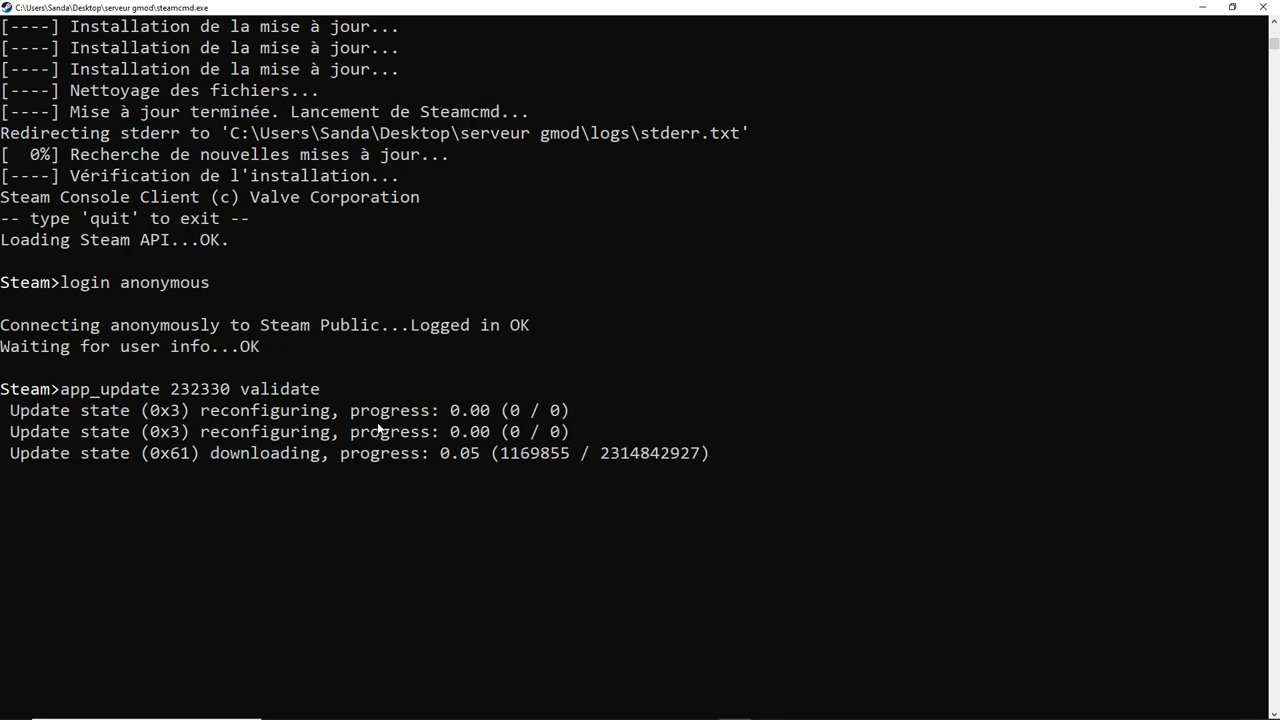 C:\Users\Sanda\Desktop\serveur gmod\steamcmd.exe
[----] Installation de la mise à jour...
[----] Installation de la mise à jour...
[----] Installation de la mise à jour...
[----] Nettoyage des fichiers...
[----] Mise à jour terminée. Lancement de Steamcmd...
Redirecting stderr to 'C:\Users\Sanda\Desktop\serveur gmod\logs\stderr.txt'
[  0%] Recherche de nouvelles mises à jour...
[----] Vérification de l'installation...
Steam Console Client (c) Valve Corporation
-- type 'quit' to exit --
Loading Steam API...OK.
Steam>login anonymous
Connecting anonymously to Steam Public...Logged in OK
Waiting for user info...OK
Steam>app_update 232330 validate
Update state (0x3) reconfiguring, progress: 0.00 (0 / 0)
Update state (0x3) reconfiguring, progress: 0.00 (0 / 0)
Update state (0x61) downloading, progress: 0.05 (1169855 / 2314842927)